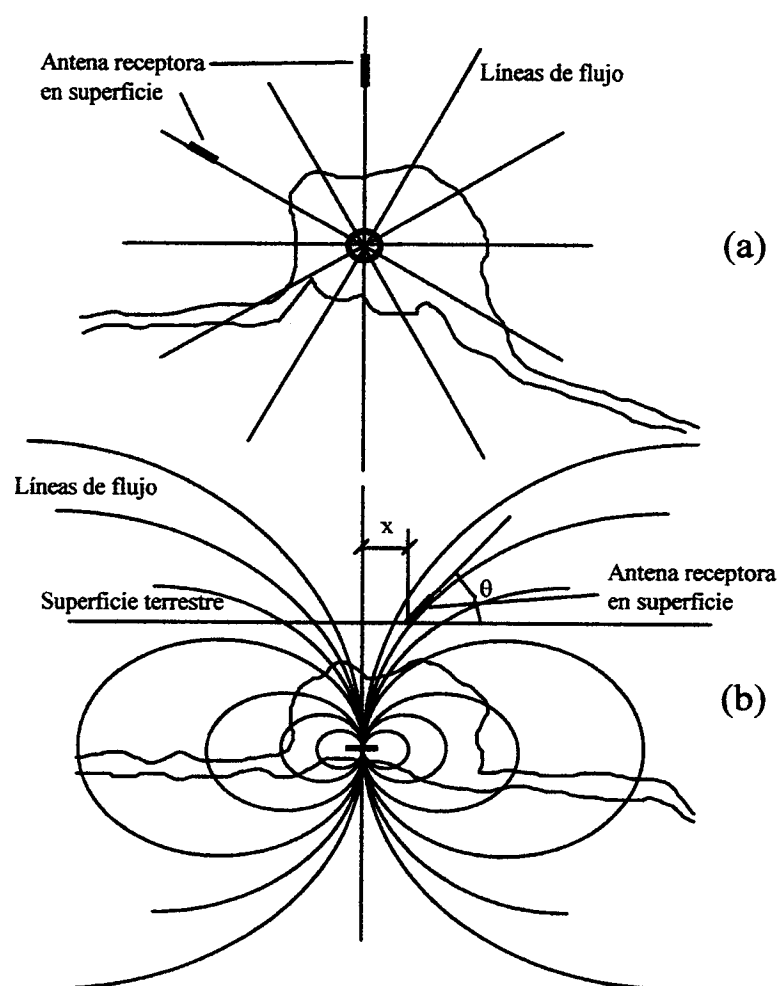 Antena receptora
en superficie
Líneas de flujo
(a)
Líneas de flujo
x
θ
Superficie terrestre
Antena receptora
en superficie
(b)